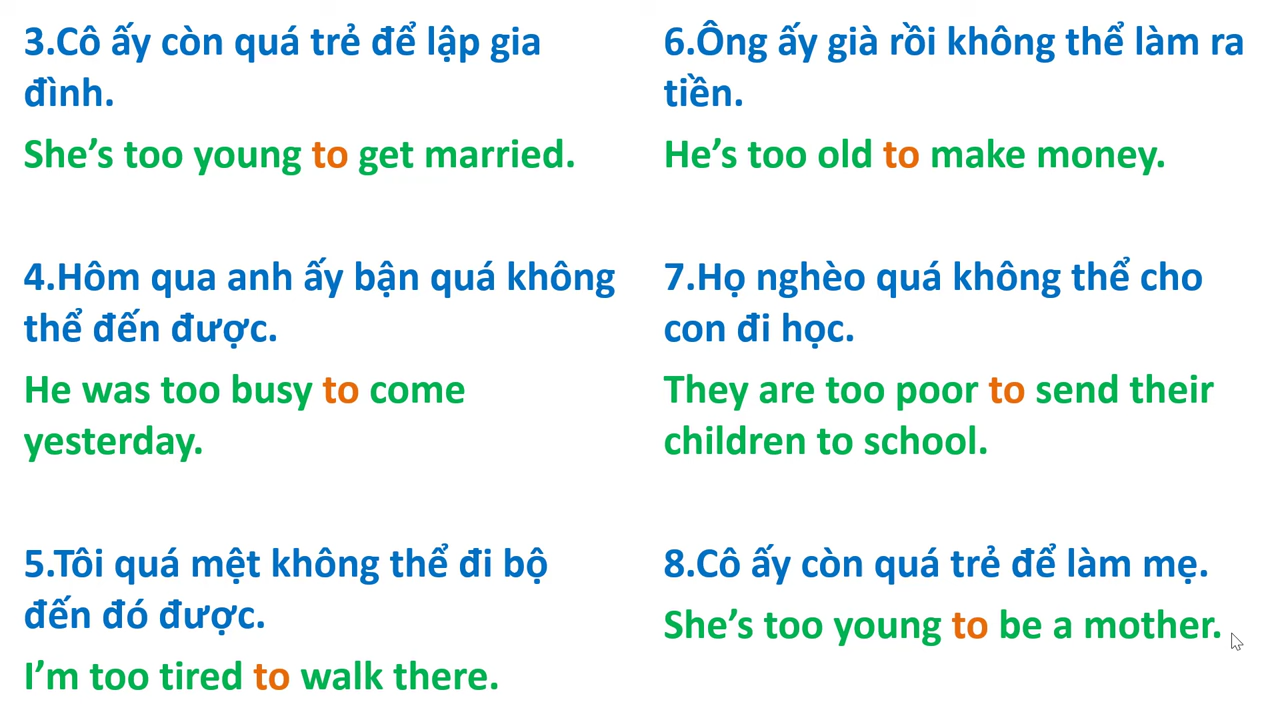 3.Cô ấy còn quá trẻ để lập gia
đình.
She’s too young to get married.
4.Hôm qua anh ấy bận quá không
thể đến được.
He was too busy to come
yesterday.
5.Tôi quá mệt không thể đi bộ
đến đó được.
I’m too tired to walk there.
6.Ông ấy già rồi không thể làm ra
tiền.
He’s too old to make money.
7.Họ nghèo quá không thể cho
con đi học.
They are too poor to send their
children to school.
8.Cô ấy còn quá trẻ để làm mẹ.
She’s too young to be a mother.